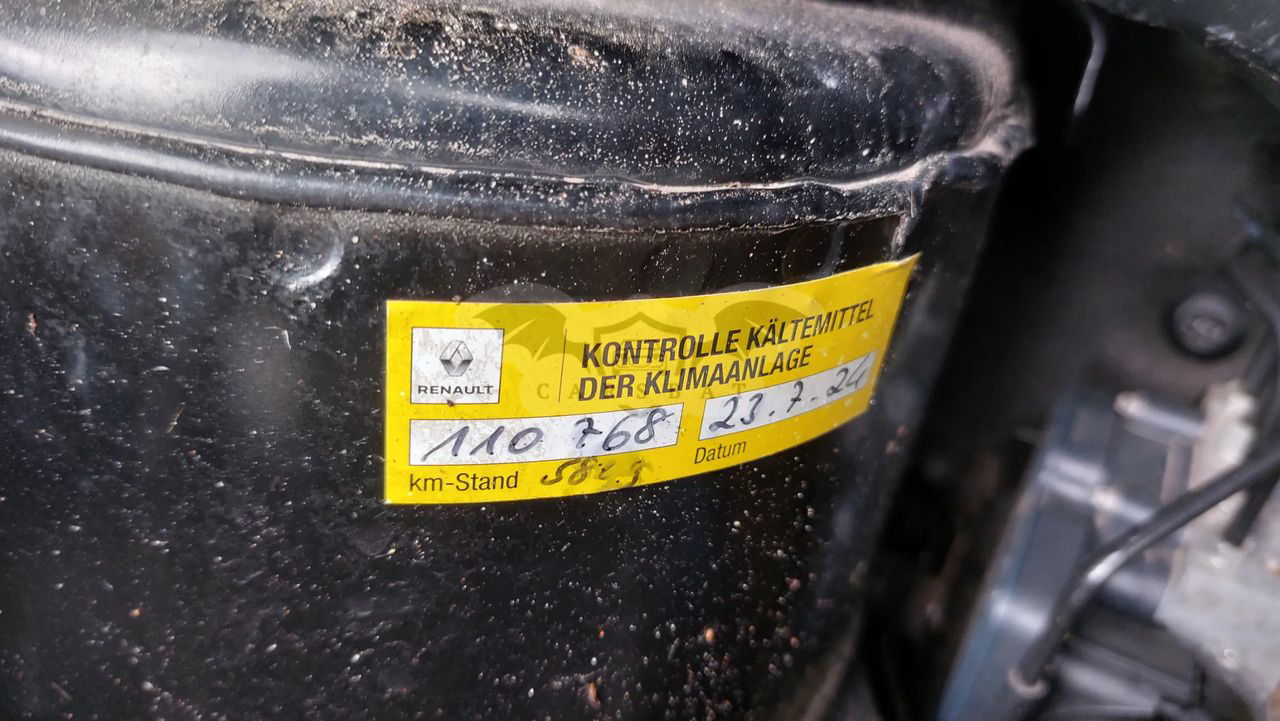 RENAULT
KONTROLLE KÄLTEMITTEL
DER KLIMAANLAGE
110 768
23.7.24
km-Stand
Datum